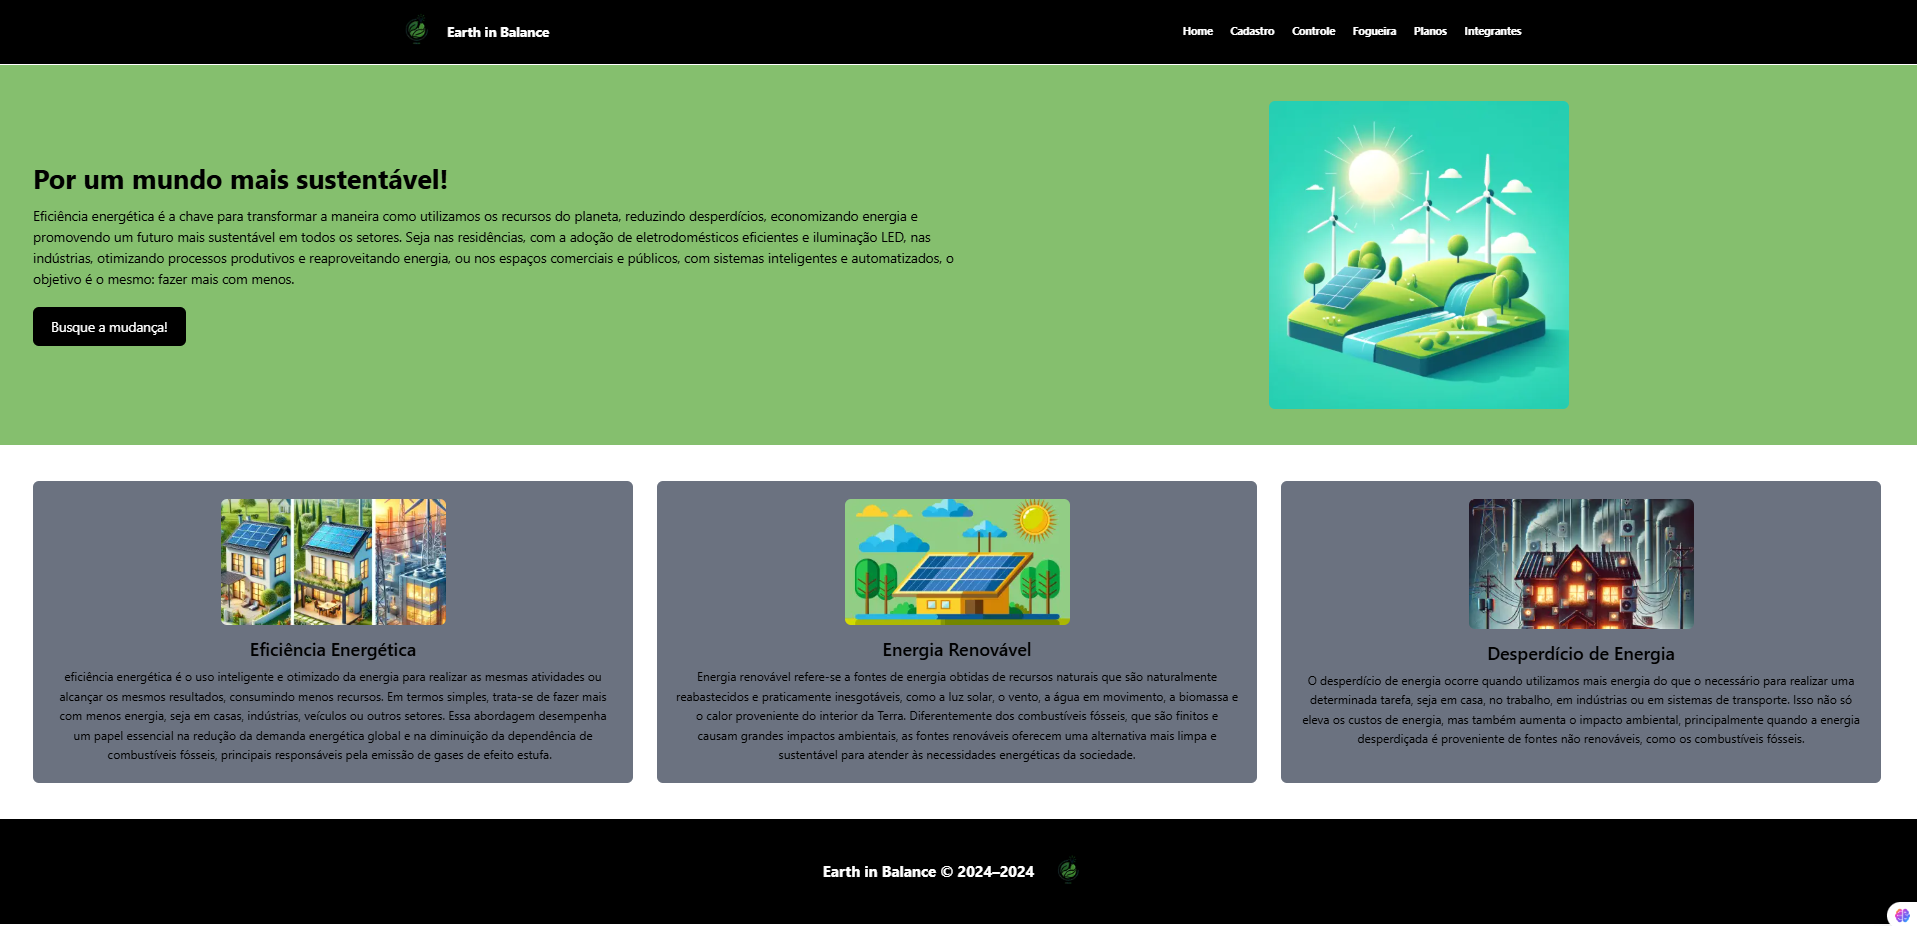 Earth in Balance
Home Cadastro Controle Fogueira Planos Integrantes
Por um mundo mais sustentável!
Eficiência energética é a chave para transformar a maneira como utilizamos os recursos do planeta, reduzindo desperdícios, economizando energia e
promovendo um futuro mais sustentável em todos os setores. Seja nas residências, com a adoção de eletrodomésticos eficientes e iluminação LED, nas
indústrias, otimizando processos produtivos e reaproveitando energia, ou nos espaços comerciais e públicos, com sistemas inteligentes e automatizados, o
objetivo é o mesmo: fazer mais com menos.
Busque a mudança!
Eficiência Energética
eficiência energética é o uso inteligente e otimizado da energia para realizar as mesmas atividades ou
alcançar os mesmos resultados, consumindo menos recursos. Em termos simples, trata-se de fazer mais
com menos energia, seja em casas, indústrias, veículos ou outros setores. Essa abordagem desempenha
um papel essencial na redução da demanda energética global e na diminuição da dependência de
combustíveis fósseis, principais responsáveis pela emissão de gases de efeito estufa.
Energia Renovável
Energia renovável refere-se a fontes de energia obtidas de recursos naturais que são naturalmente
reabastecidos e praticamente inesgotáveis, como a luz solar, o vento, a água em movimento, a biomassa e
o calor proveniente do interior da Terra. Diferentemente dos combustíveis fósseis, que são finitos e
causam grandes impactos ambientais, as fontes renováveis oferecem uma alternativa mais limpa e
sustentável para atender às necessidades energéticas da sociedade.
Desperdício de Energia
O desperdício de energia ocorre quando utilizamos mais energia do que o necessário para realizar uma
determinada tarefa, seja em casa, no trabalho, em indústrias ou em sistemas de transporte. Isso não só
eleva os custos de energia, mas também aumenta o impacto ambiental, principalmente quando a energia
desperdiçada é proveniente de fontes não renováveis, como os combustíveis fósseis.
Earth in Balance © 2024–2024